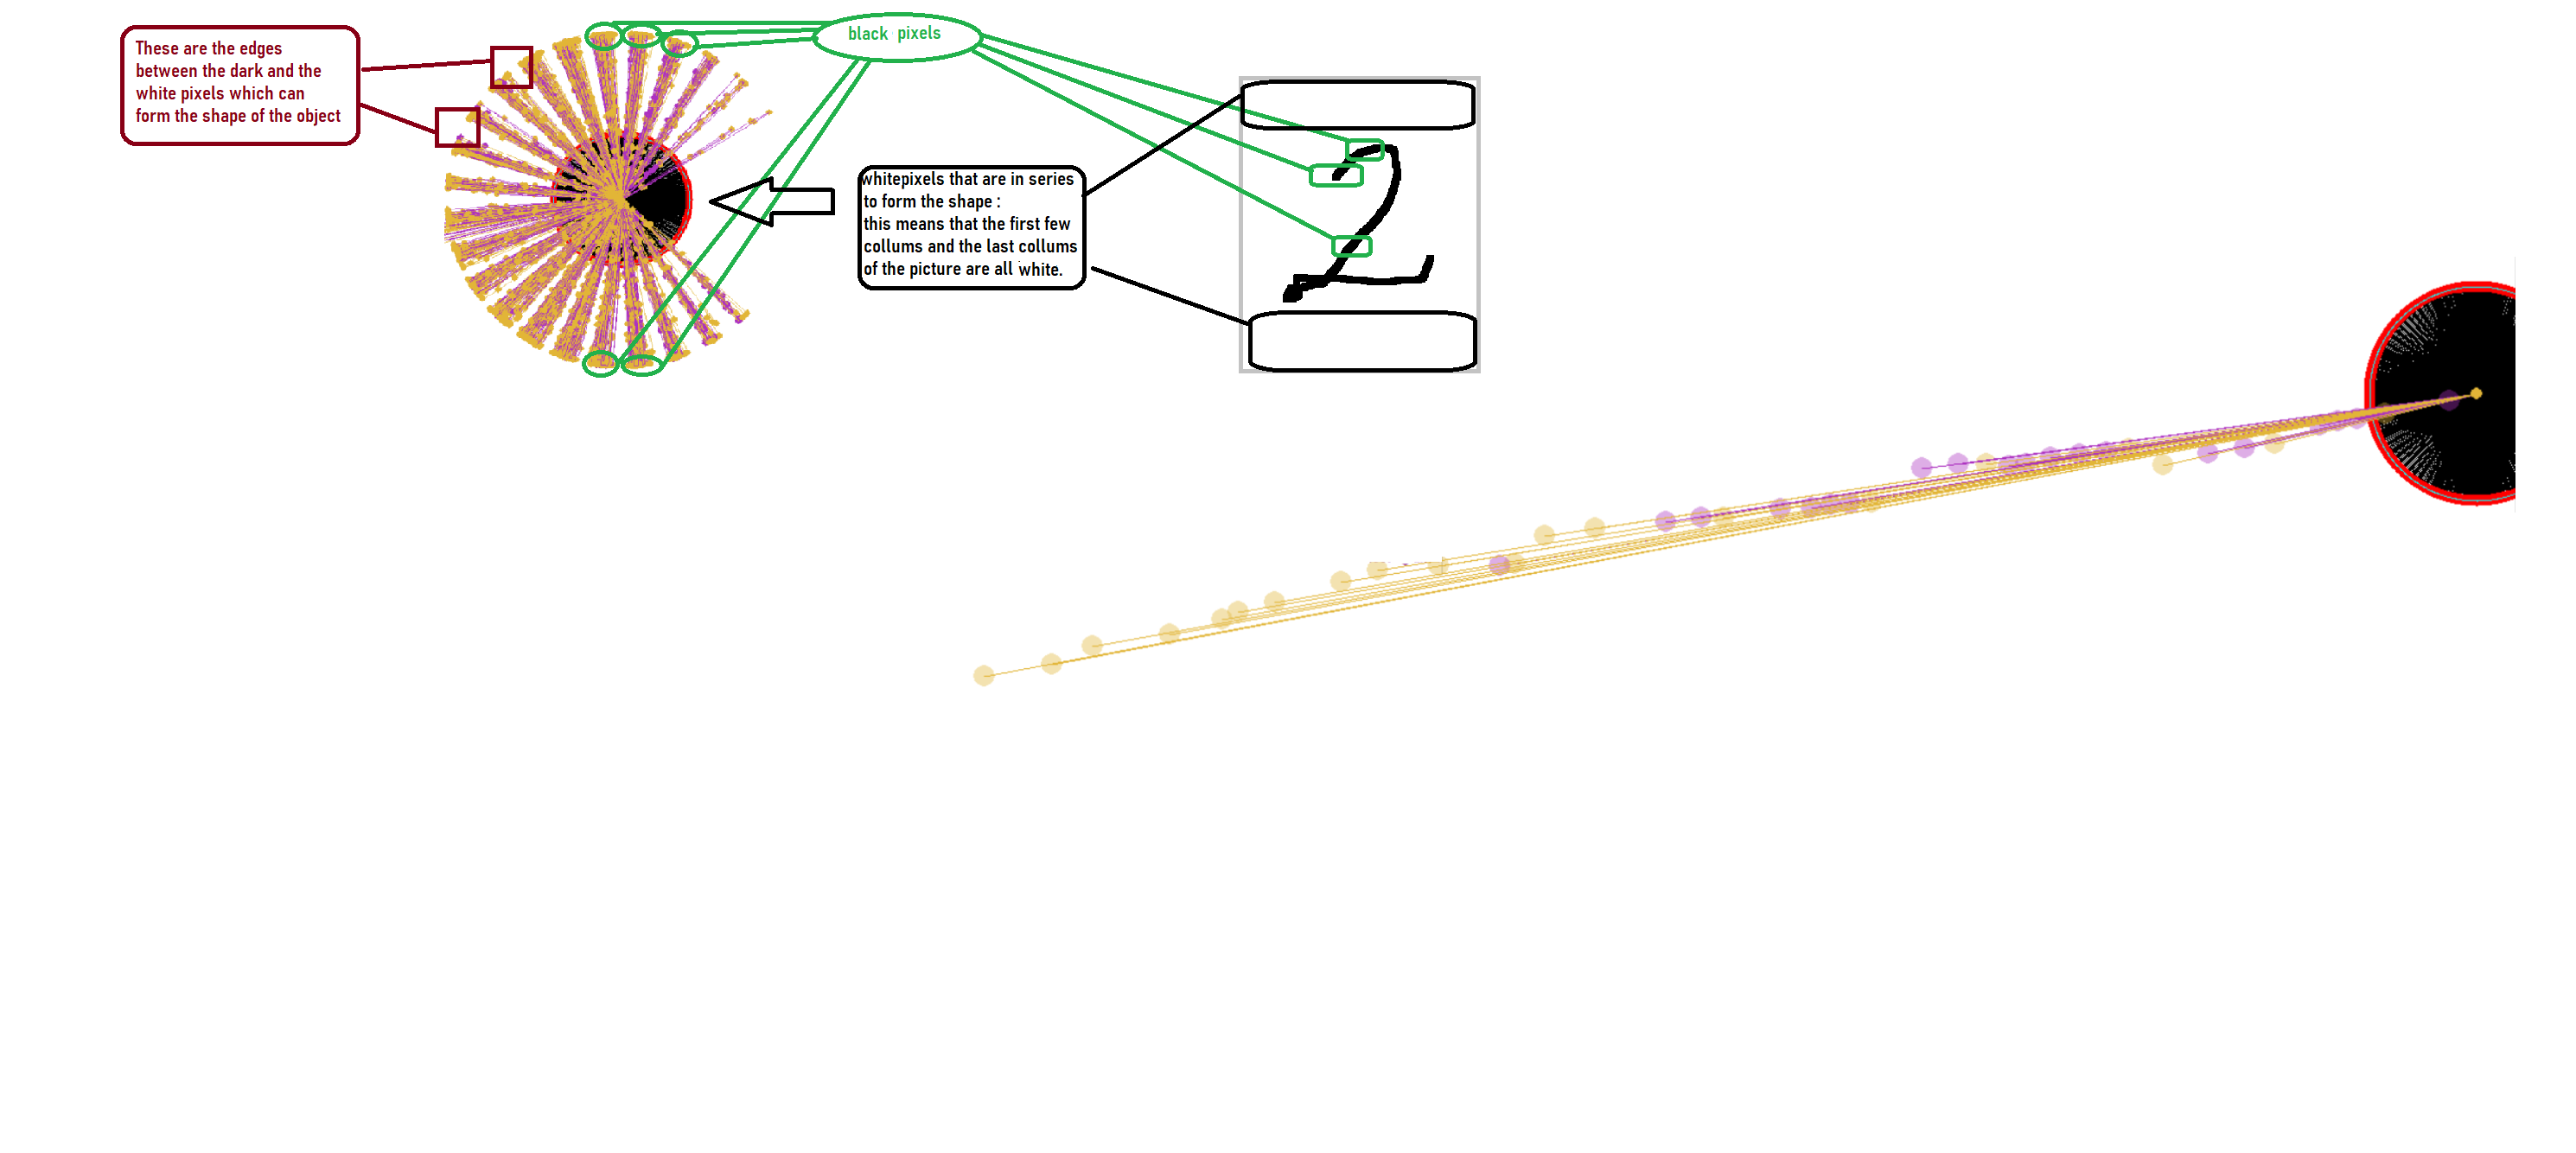 These are the edges
between the dark and the
white pixels which can
form the shape of the object
black pixels
whitepixels that are in series
to form the shape :
this means that the first few
collums and the last collums
of the picture are all white.